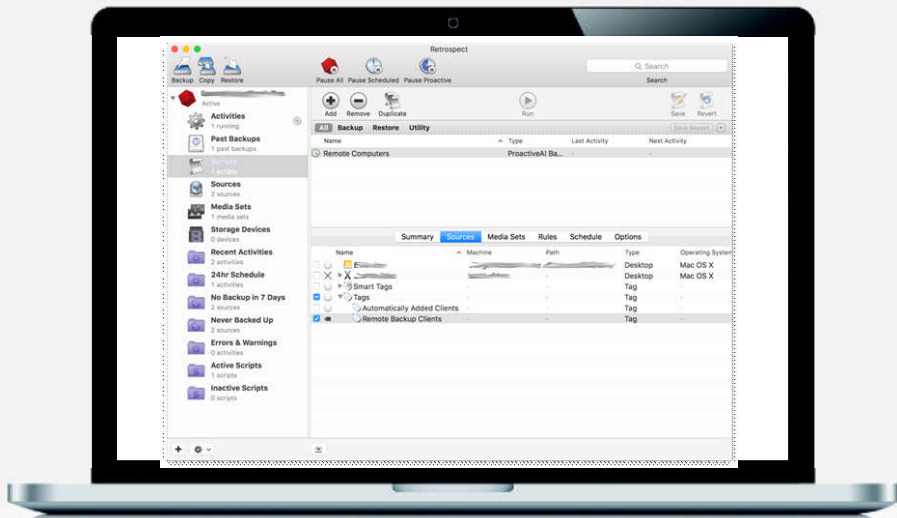 Retrospect
Backup Copy Restore
Pause All Pause Scheduled Pause Proactive
Search
Search
Active
Activities
1 running
Past Backups
1 past backups
Scripts
1 scripts
Sources
2 sources
Media Sets
1 media sets
Storage Devices
0 devices
Recent Activities
2 activities
24hr Schedule
1 activities
No Backup in 7 Days
2 sources
Never Backed Up
2 sources
Errors & Warnings
0 activities
Active Scripts
1 scripts
Inactive Scripts
0 scripts
Add Remove Duplicate Run Save Revert
All Backup Restore Utility Save Report
Name Type Last Activity Next Activity
Remote Computers ProactiveAI Ba... - -
Summary Sources Media Sets Rules Schedule Options
Name Machine Path Type Operating System
Desktop Mac OS X
X - Desktop Mac OS X
Smart Tags - - Tag -
Tags - - Tag -
Automatically Added Clients - - Tag -
Remote Backup Clients - - Tag -